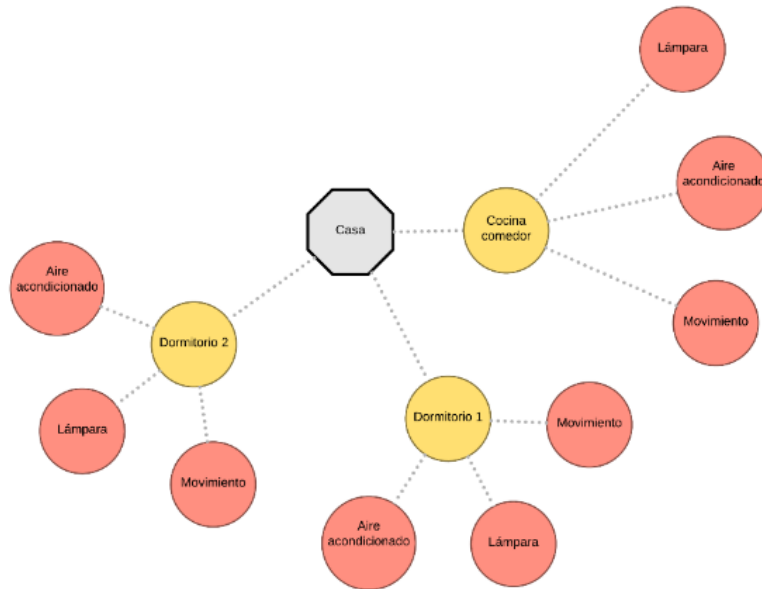 Lámpara
Aire
acondicionado
Cocina
comedor
Casa
Movimiento
Aire
acondicionado
Dormitorio 2
Lámpara
Movimiento
Dormitorio 1
Movimiento
Aire
acondicionado
Lámpara